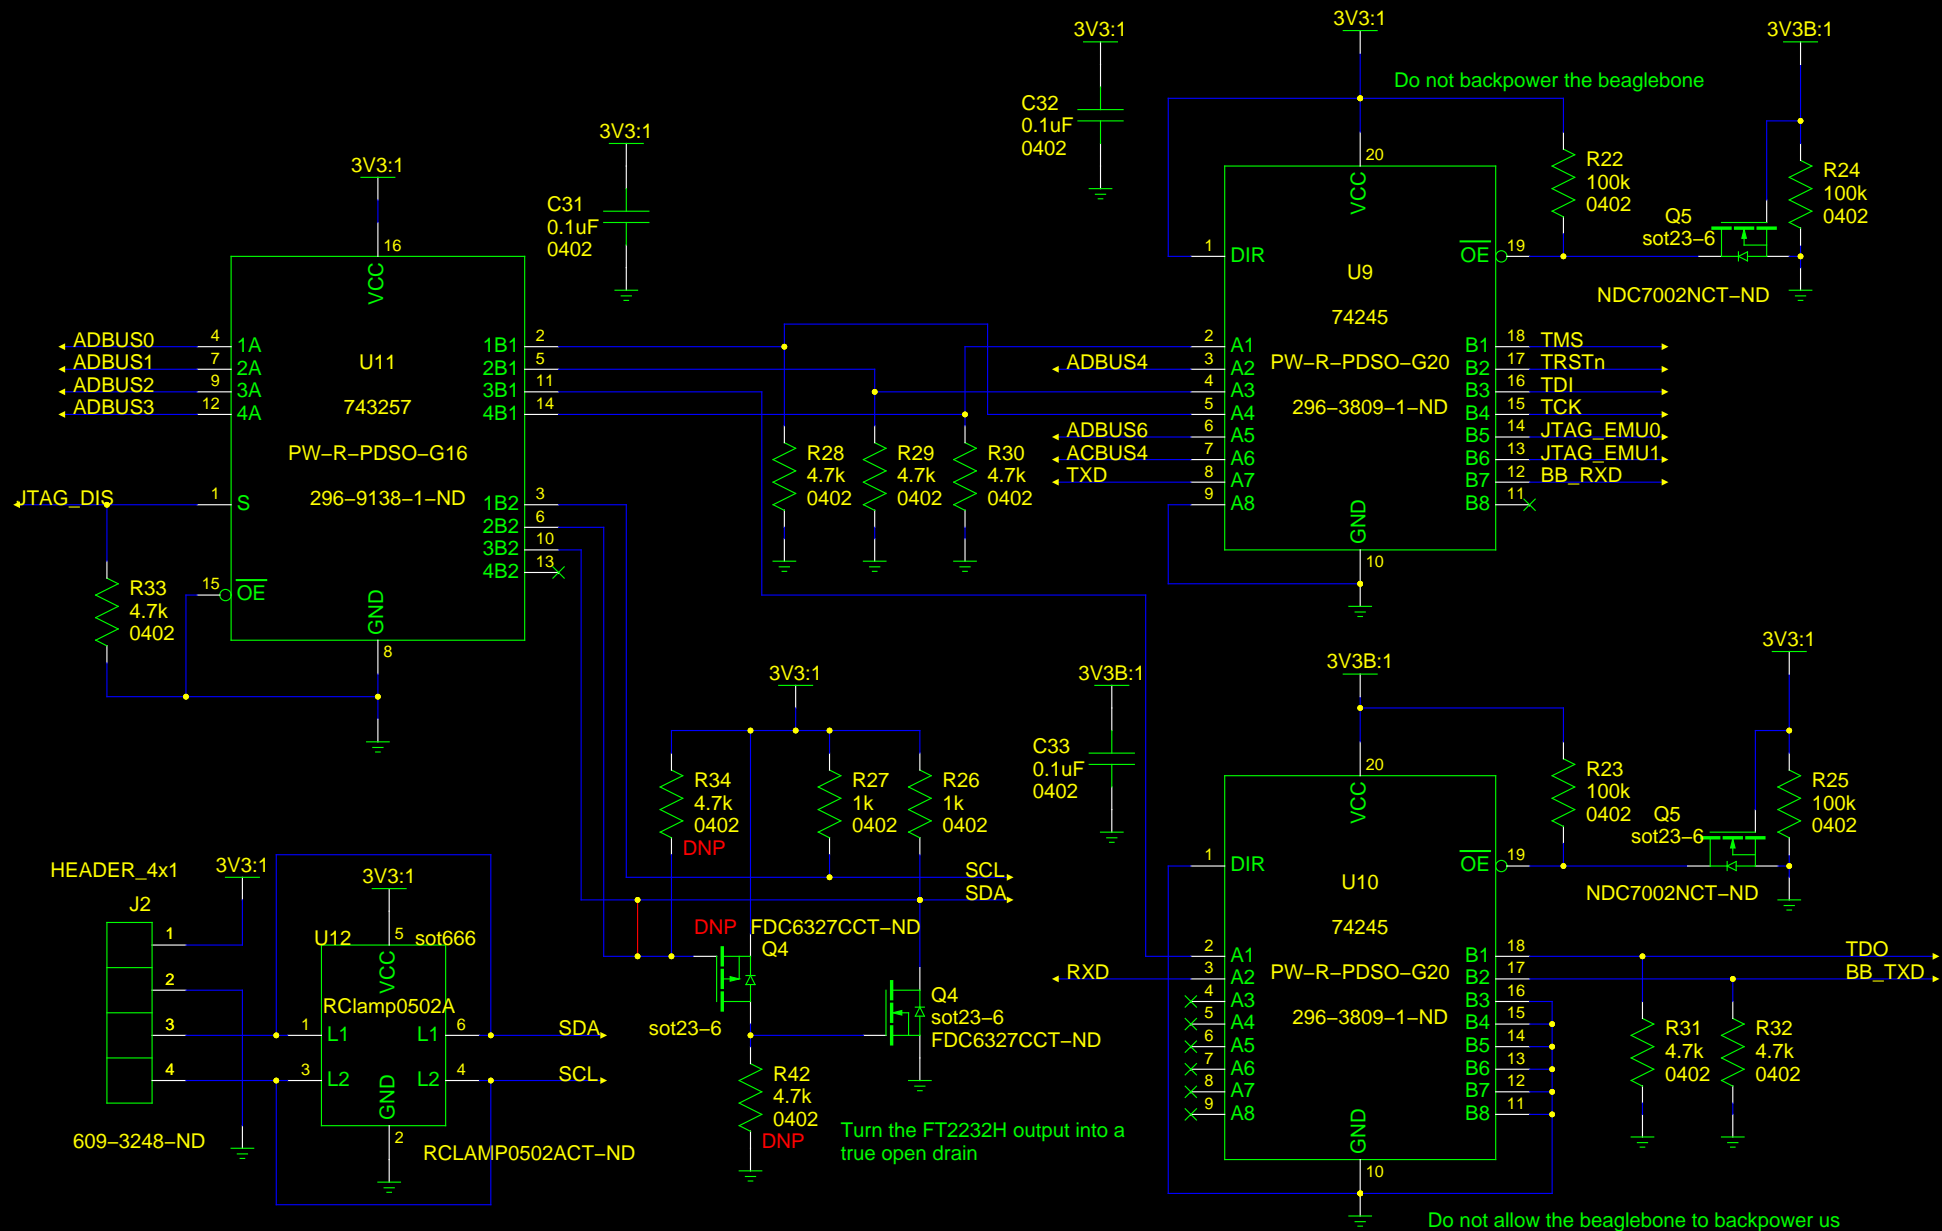 3V3:1
Do not backpower the beaglebone
3V3:1
3V3B:1
C32
0.1uF
0402
3V3:1
C31
0.1uF
0402
3V3:1
16
VCC
ADBUS0
4
1A
ADBUS1
7
2A
ADBUS2
9
3A
ADBUS3
12
4A
U11
743257
PW-R-PDSO-G16
296-9138-1-ND
1B1
2
2B1
5
3B1
11
4B1
14
JTAG_DIS
1
S
1B2
3
2B2
6
3B2
10
4B2
13
R33
4.7k
0402
15
OE
GND
8
R28
4.7k
0402
R29
4.7k
0402
R30
4.7k
0402
20
VCC
R22
100k
0402
R24
100k
0402
Q5
sot23-6
NDC7002NCT-ND
1
DIR
OE
19
U9
74245
PW-R-PDSO-G20
296-3809-1-ND
2
A1
ADBUS4
3
A2
4
A3
5
A4
ADBUS6
6
A5
ACBUS4
7
A6
TXD
8
A7
9
A8
B1
18
TMS
B2
17
TRSTn
B3
16
TDI
B4
15
TCK
B5
14
JTAG_EMU0
B6
13
JTAG_EMU1
B7
12
BB_RXD
B8
11
GND
10
3V3:1
R34
4.7k
0402
DNP
R27
1k
0402
R26
1k
0402
SCL
SDA
DNP
FDC6327CCT-ND
Q4
sot23-6
Q4
sot23-6
FDC6327CCT-ND
R42
4.7k
0402
DNP
Turn the FT2232H output into a
true open drain
HEADER_4x1
J2
3V3:1
1
2
3
4
609-3248-ND
3V3:1
U12
5
sot666
VCC
RClamp0502A
1
L1
L1
6
SDA
3
L2
L2
4
SCL
GND
2
RCLAMP0502ACT-ND
3V3B:1
C33
0.1uF
0402
3V3B:1
3V3:1
20
VCC
R23
100k
0402
R25
100k
0402
Q5
sot23-6
NDC7002NCT-ND
1
DIR
OE
19
U10
74245
PW-R-PDSO-G20
296-3809-1-ND
2
A1
RXD
3
A2
4
A3
5
A4
6
A5
7
A6
8
A7
9
A8
B1
18
TDO
B2
17
BB_TXD
B3
16
B4
15
B5
14
B6
13
B7
12
B8
11
R31
4.7k
0402
R32
4.7k
0402
GND
10
Do not allow the beaglebone to backpower us